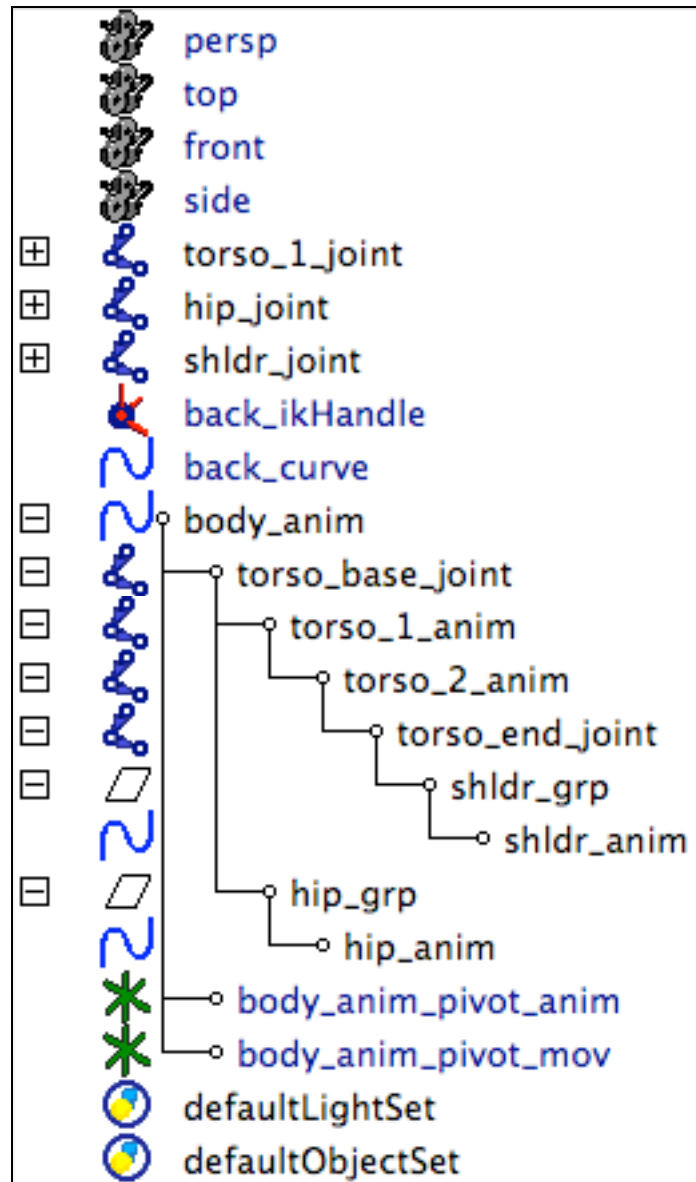 persp
top
front
side
torso_1_joint
hip_joint
shldr_joint
back_ikHandle
back_curve
body_anim
torso_base_joint
torso_1_anim
torso_2_anim
torso_end_joint
shldr_grp
shldr_anim
hip_grp
hip_anim
body_anim_pivot_anim
body_anim_pivot_mov
defaultLightSet
defaultObjectSet